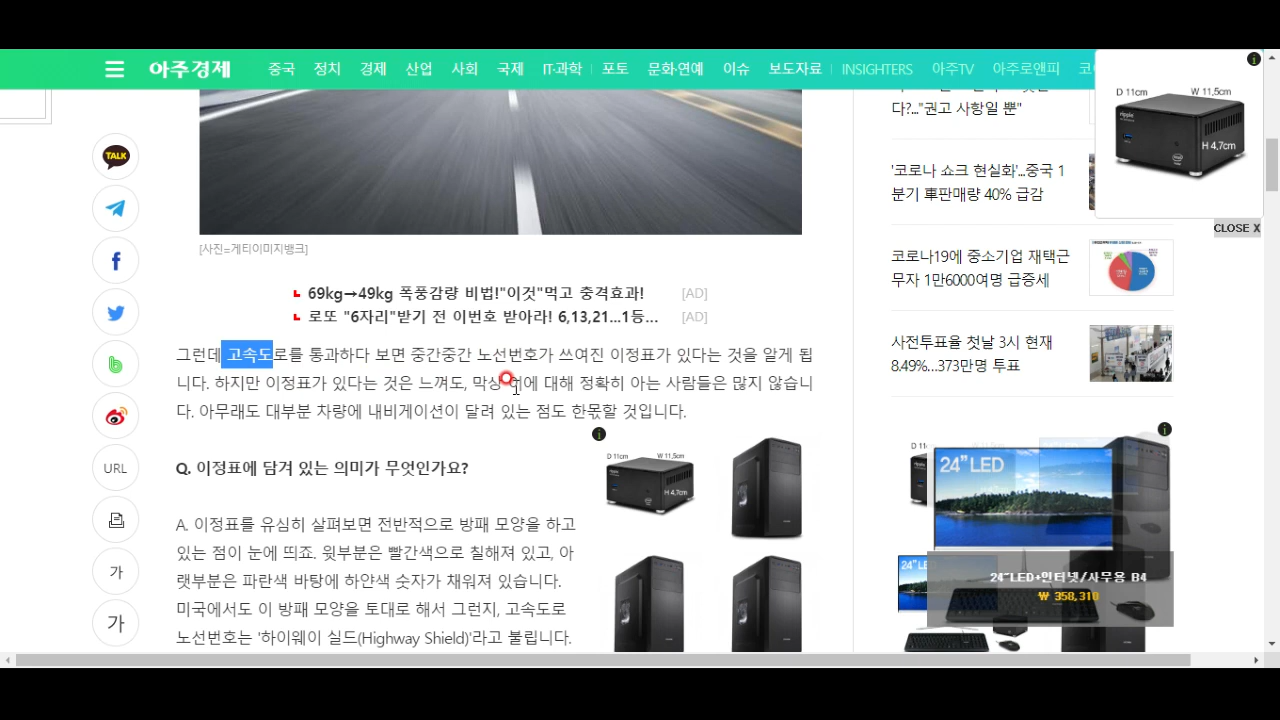 아주경제 중국 정치 경제 산업 사회 국제 IT·과학 포토 문화·연예 이슈 보도자료 INSIGHTERS 아주TV 아주로앤피
TALK
URL
가
가
[사진=게티이미지뱅크]
69kg→49kg 폭풍감량 비법!"이것"먹고 충격효과! [AD]
로또 "6자리"받기 전 이번호 받아라! 6,13,21...1등... [AD]
그런데 고속도로를 통과하다 보면 중간중간 노선번호가 쓰여진 이정표가 있다는 것을 알게 됩
니다. 하지만 이정표가 있다는 것은 느껴도, 막상 이에 대해 정확히 아는 사람들은 많지 않습니
다. 아무래도 대부분 차량에 내비게이션이 달려 있는 점도 한몫할 것입니다.
Q. 이정표에 담겨 있는 의미가 무엇인가요?
A. 이정표를 유심히 살펴보면 전반적으로 방패 모양을 하고
있는 점이 눈에 띄죠. 윗부분은 빨간색으로 칠해져 있고, 아
랫부분은 파란색 바탕에 하얀색 숫자가 채워져 있습니다.
미국에서도 이 방패 모양을 토대로 해서 그런지, 고속도로
노선번호는 '하이웨이 실드(Highway Shield)'라고 불립니다.
D 11cm W 11,5cm
H 4,7cm
다?..."권고 사항일 뿐"
'코로나 쇼크 현실화'...중국 1
분기 車판매량 40% 급감
코로나19에 중소기업 재택근
무자 1만6000여명 급증세
사전투표율 첫날 3시 현재
8.49%...373만명 투표
D 11cm W 11,5cm
ripple
H 4,7cm
CLOSE X
24"LED
24"LED+인터넷/사무용 B4
₩ 358,310